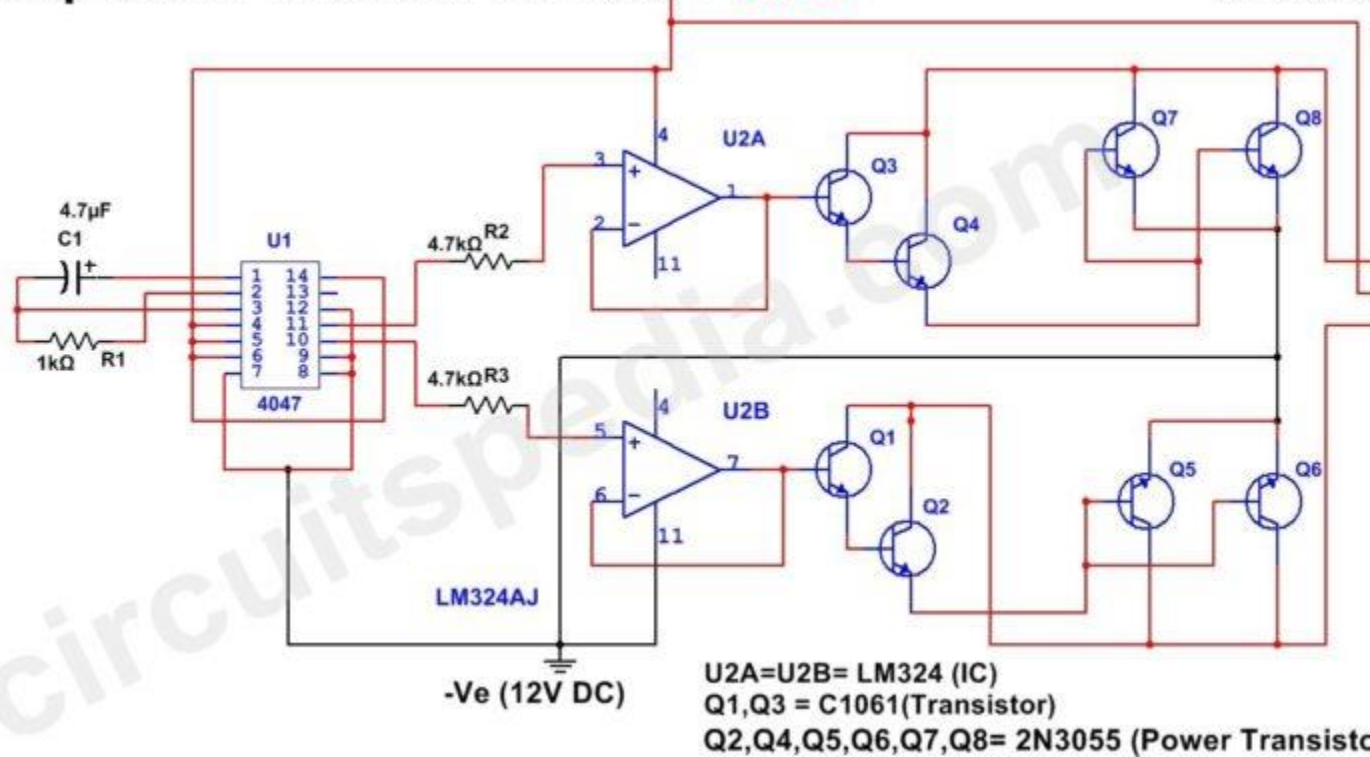 4
U2A
Q7
Q8
3
+
Q3
1
4.7µF
C1
+
U1
4.7kΩ
R2
2
−
11
Q4
1 14
2 13
3 12
4 11
5 10
6 9
7 8
1kΩ
R1
4047
4.7kΩ
R3
4
U2B
5
+
Q1
7
Q5
Q6
6
−
Q2
11
LM324AJ
-Ve (12V DC)
U2A=U2B= LM324 (IC)
Q1,Q3 = C1061(Transistor)
Q2,Q4,Q5,Q6,Q7,Q8= 2N3055 (Power Transisto
circuitspedia.com